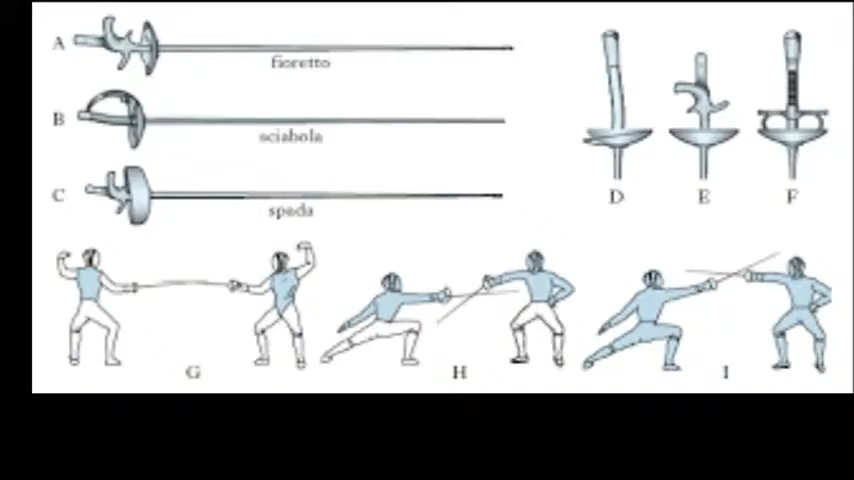 A
fioretto
B
sciabola
C
spada
D E F
G H I